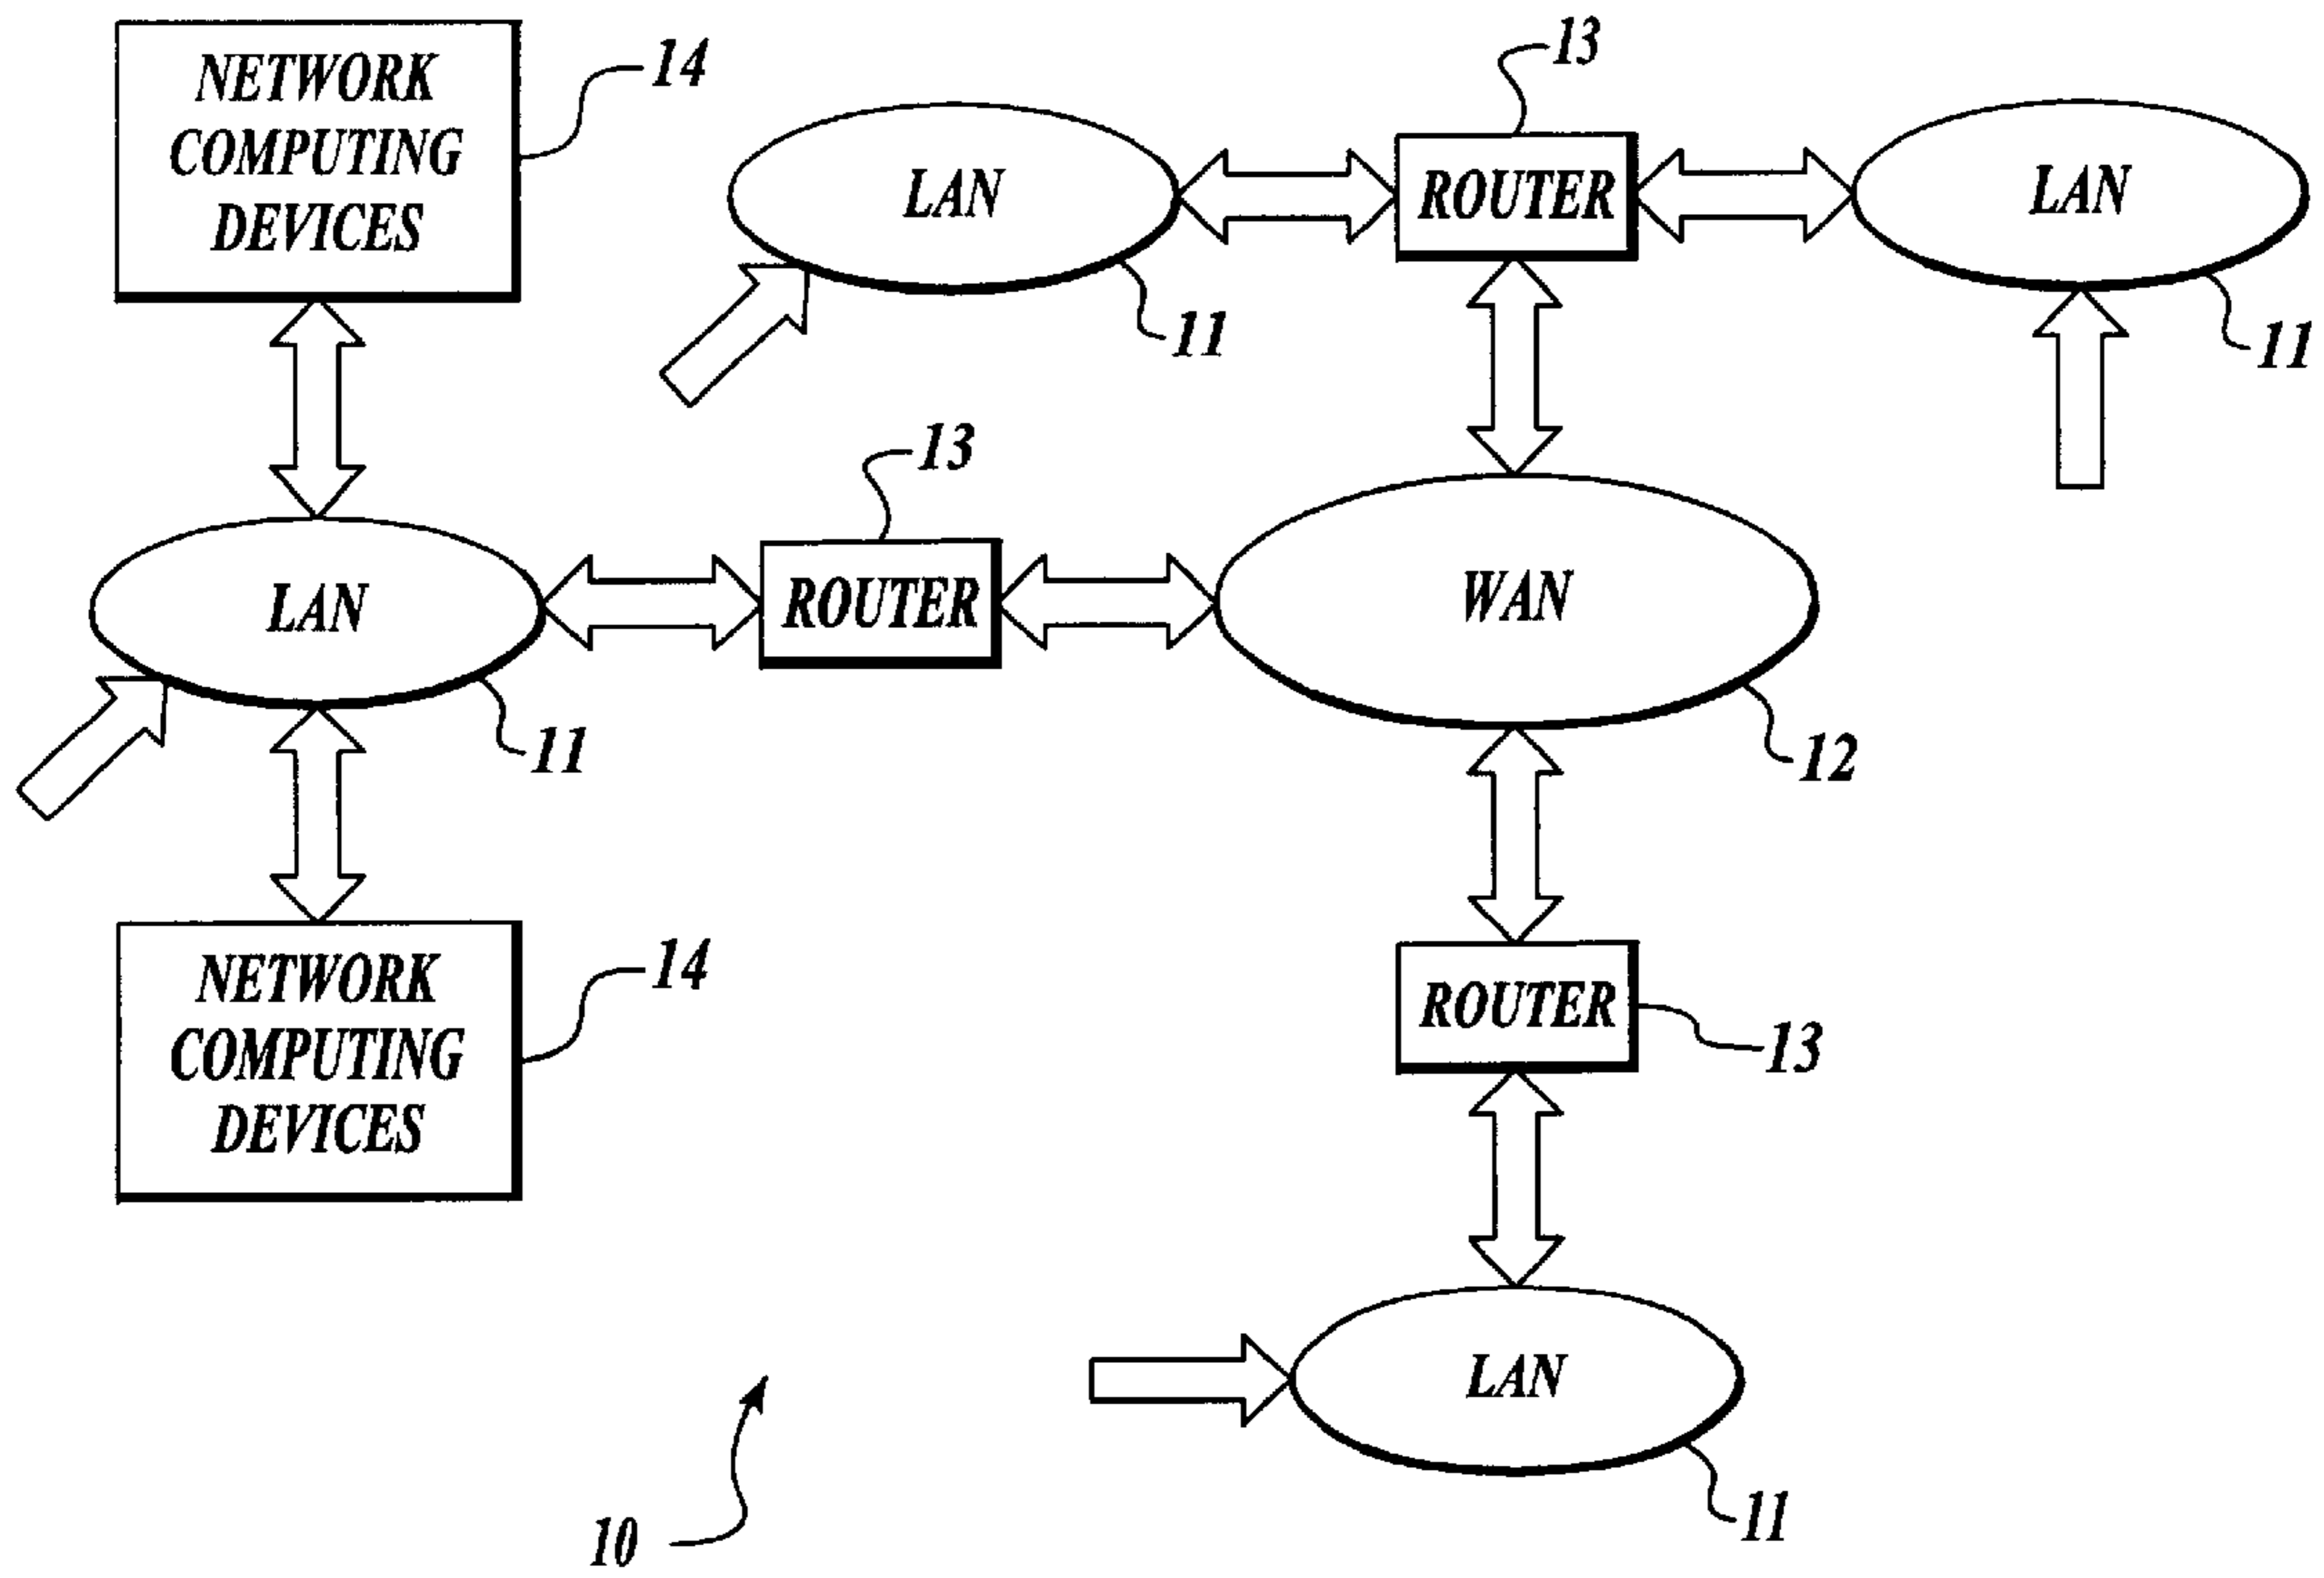 NETWORK
COMPUTING
DEVICES
14
13
LAN
ROUTER
LAN
11
11
13
LAN
ROUTER
WAN
11
12
NETWORK
COMPUTING
DEVICES
14
ROUTER
13
LAN
11
10